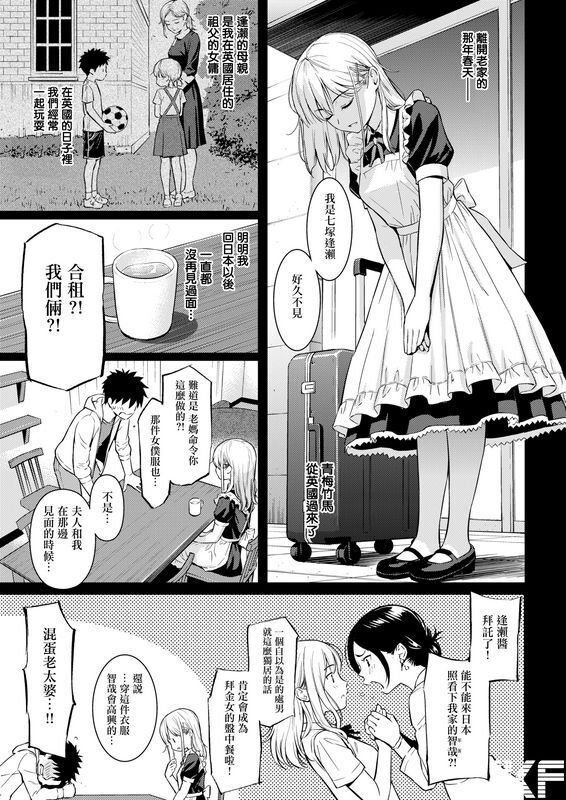 離開老家的
那年春天──
我是七塚逢瀨
好久不見
青梅竹馬
從英國過來了
逢瀨的母親
是我在英國居住的
祖父的女傭
在英國的日子裡
我們經常
一起玩耍
明明我
回日本以後
一直都
沒再見過面…
合租?!
我們倆?!
難道是老媽命令你
這麼做的?!
那件女僕服也…
不是…
夫人和我
在那邊
見面的時候…
逢瀨醬
拜託了!
能不能來日本
照看下我家的智哉?!
一個自以為是的處男
就這麼獨居的話
肯定會成為
拜金女的盤中餐啦!
還說
…穿這件衣服
智哉會高興的…
混蛋老太婆…!!